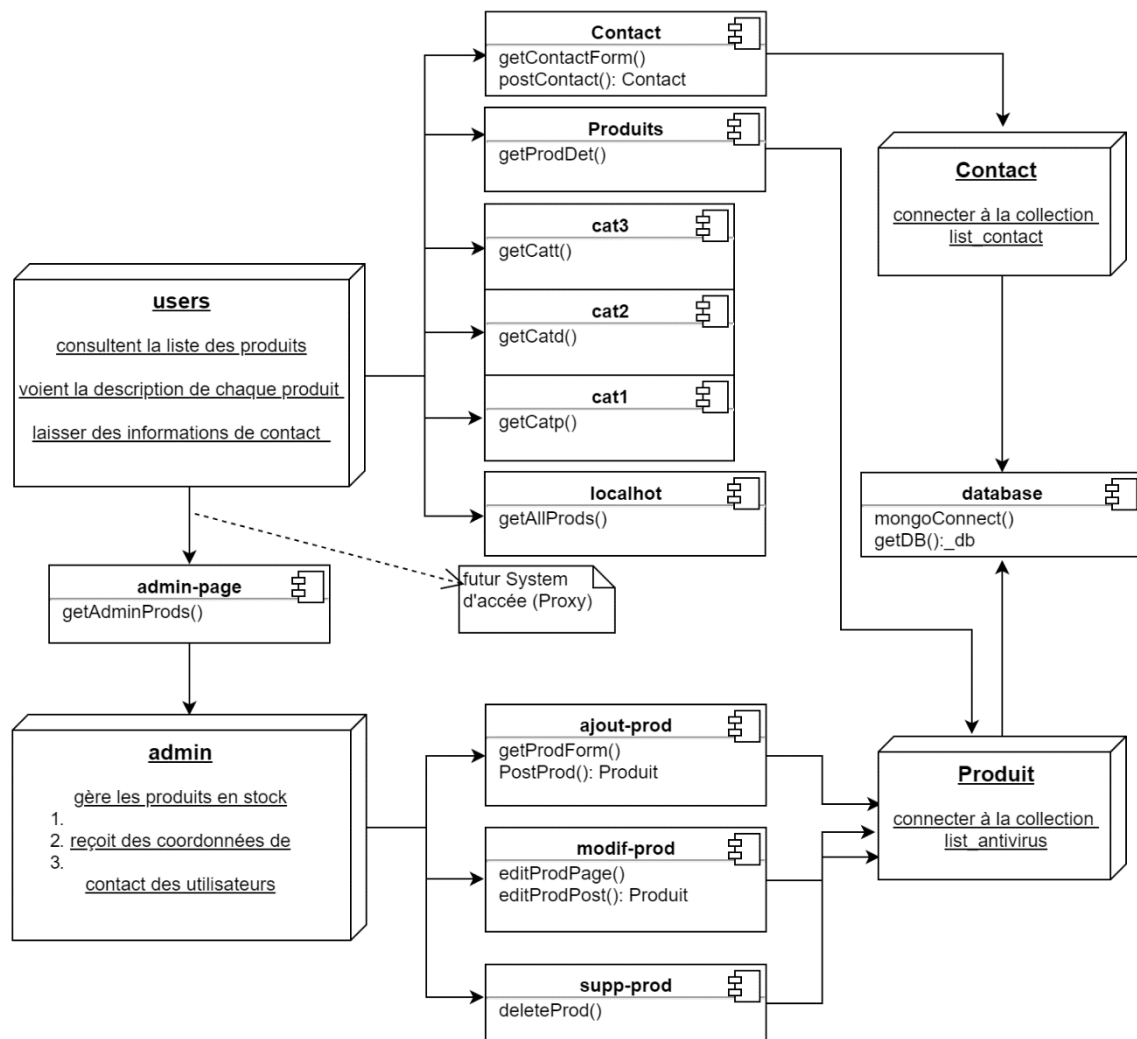 Contact
getContactForm()
postContact(): Contact
Produits
getProdDet()
cat3
getCatt()
cat2
getCatd()
cat1
getCatp()
localhot
getAllProds()
users
consultent la liste des produits
voient la description de chaque produit
laisser des informations de contact
Contact
connecter à la collection
list_contact
database
mongoConnect()
getDB():_db
admin-page
getAdminProds()
futur System
d'accée (Proxy)
admin
gère les produits en stock
1.
2. reçoit des coordonnées de
3.
contact des utilisateurs
ajout-prod
getProdForm()
PostProd(): Produit
modif-prod
editProdPage()
editProdPost(): Produit
supp-prod
deleteProd()
Produit
connecter à la collection
list_antivirus